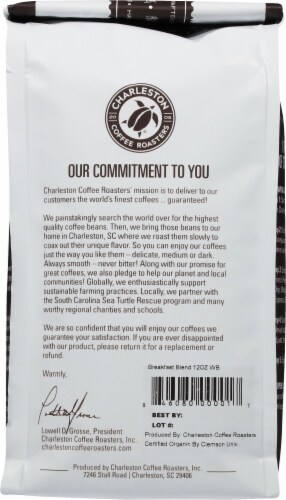 CHARLESTON
COFFEE ROASTERS
OUR COMMITMENT TO YOU
Charleston Coffee Roasters' mission is to deliver to our
customers the world's finest coffees ... guaranteed!
We painstakingly search the world over for the highest
quality coffee beans. Then, we bring those beans to our
home in Charleston, SC where we roast them slowly to
coax out their unique flavor. So you can enjoy our coffees
just the way you like them – delicate, medium or dark.
Always smooth – never bitter! Along with our promise for
great coffees, we also pledge to help our planet and local
communities! Globally, we enthusiastically support
sustainable farming practices. Locally, we partner with
the South Carolina Sea Turtle Rescue program and many
worthy regional charities and schools.
We are so confident that you will enjoy our coffees we
guarantee your satisfaction. If you are ever disappointed
with our product, please return it for a replacement or
refund.
Warmly,
Breakfast Blend 12OZ WB
Lowell D. Grosse, President
Charleston Coffee Roasters, Inc.
charlestoncoffeeroasters.com
BEST BY:
LOT #:
Produced By: Charleston Coffee Roasters
Certified Organic By Clemson Univ
Produced by Charleston Coffee Roasters, Inc.
7246 Stall Road | Charleston, SC 29406